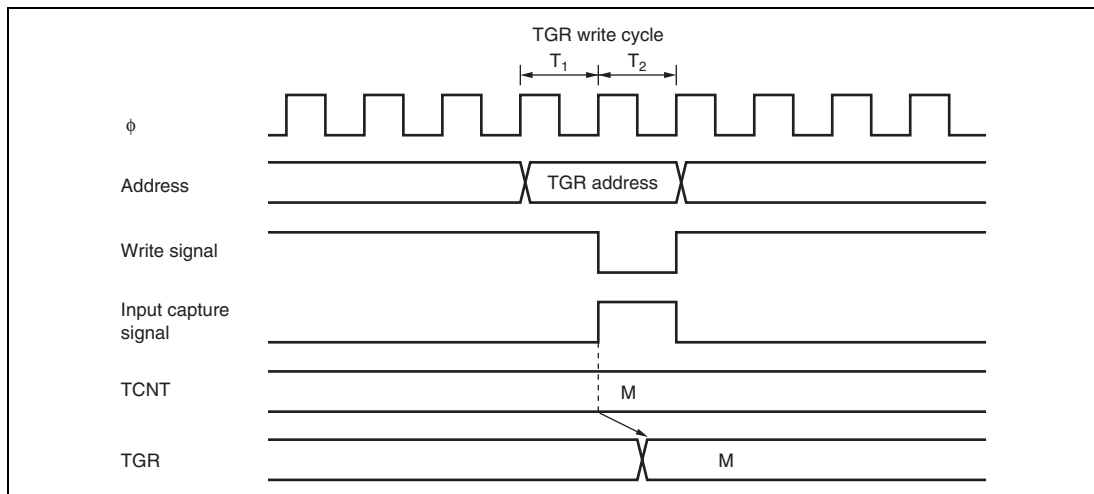 TGR write cycle
T1 T2
ϕ
Address
TGR address
Write signal
Input capture
signal
TCNT
M
TGR
M